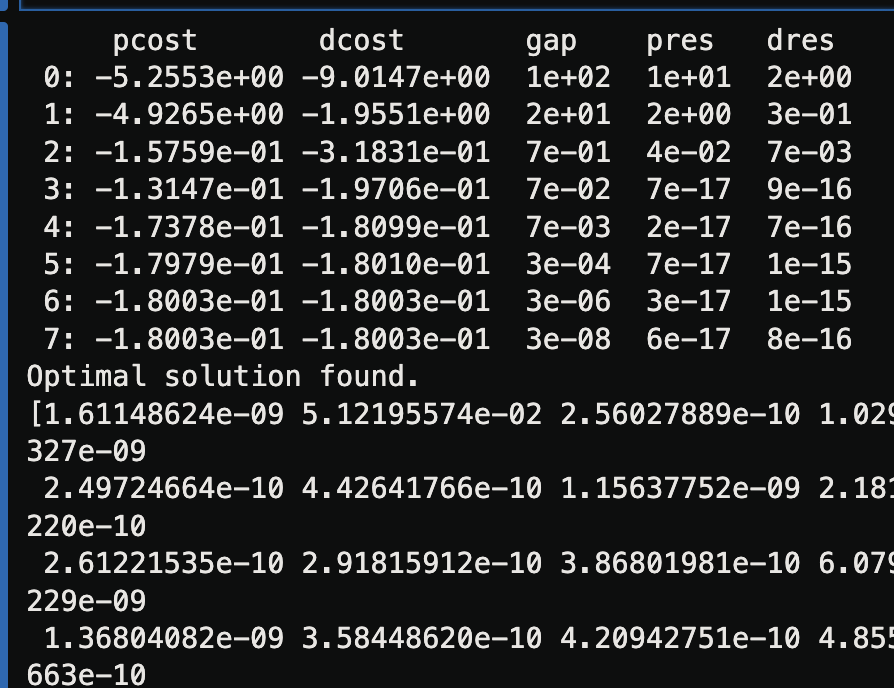 pcost dcost gap pres dres
0: -5.2553e+00 -9.0147e+00 1e+02 1e+01 2e+00
1: -4.9265e+00 -1.9551e+00 2e+01 2e+00 3e-01
2: -1.5759e-01 -3.1831e-01 7e-01 4e-02 7e-03
3: -1.3147e-01 -1.9706e-01 7e-02 7e-17 9e-16
4: -1.7378e-01 -1.8099e-01 7e-03 2e-17 7e-16
5: -1.7979e-01 -1.8010e-01 3e-04 7e-17 1e-15
6: -1.8003e-01 -1.8003e-01 3e-06 3e-17 1e-15
7: -1.8003e-01 -1.8003e-01 3e-08 6e-17 8e-16
Optimal solution found.
[1.61148624e-09 5.12195574e-02 2.56027889e-10 1.029
327e-09
2.49724664e-10 4.42641766e-10 1.15637752e-09 2.181
220e-10
2.61221535e-10 2.91815912e-10 3.86801981e-10 6.079
229e-09
1.36804082e-09 3.58448620e-10 4.20942751e-10 4.855
663e-10